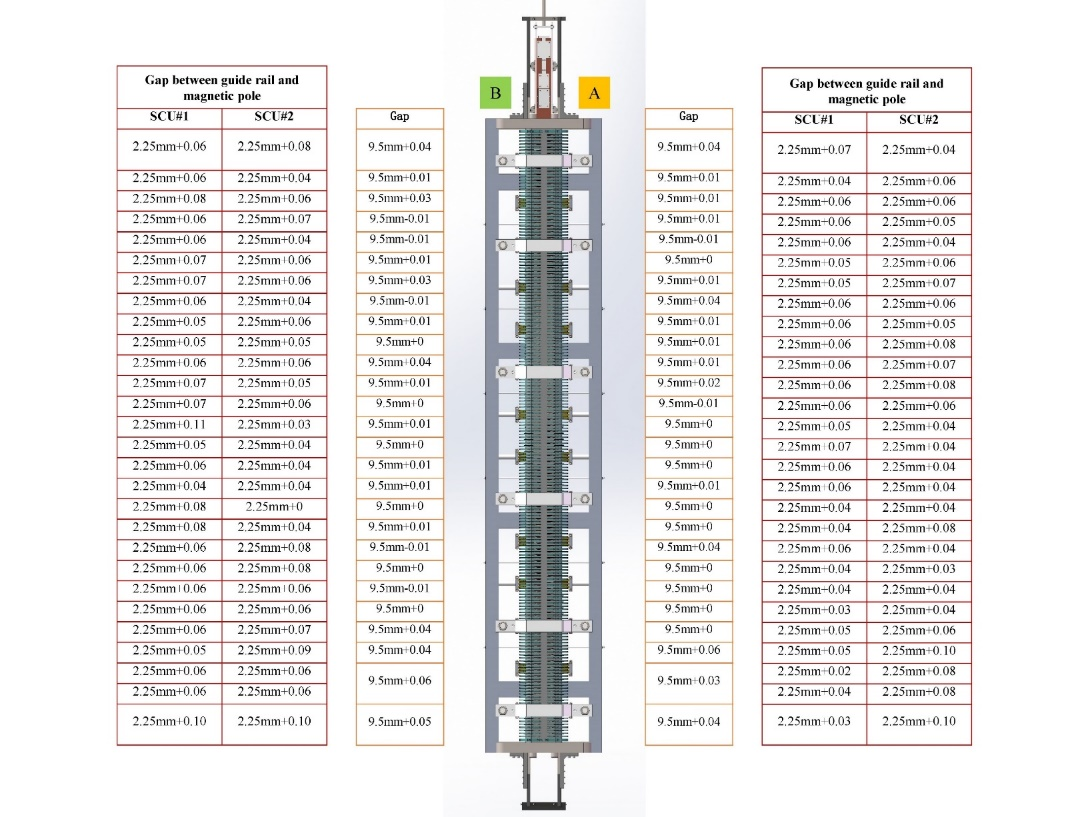 Gap between guide rail and
magnetic pole
SCU#1 SCU#2
2.25mm+0.06 2.25mm+0.08
2.25mm+0.06 2.25mm+0.04
2.25mm+0.08 2.25mm+0.06
2.25mm+0.06 2.25mm+0.07
2.25mm+0.06 2.25mm+0.04
2.25mm+0.07 2.25mm+0.06
2.25mm+0.07 2.25mm+0.06
2.25mm+0.06 2.25mm+0.04
2.25mm+0.05 2.25mm+0.06
2.25mm+0.05 2.25mm+0.05
2.25mm+0.06 2.25mm+0.06
2.25mm+0.07 2.25mm+0.05
2.25mm+0.07 2.25mm+0.06
2.25mm+0.11 2.25mm+0.03
2.25mm+0.05 2.25mm+0.04
2.25mm+0.06 2.25mm+0.04
2.25mm+0.04 2.25mm+0.04
2.25mm+0.08 2.25mm+0
2.25mm+0.08 2.25mm+0.04
2.25mm+0.06 2.25mm+0.08
2.25mm+0.06 2.25mm+0.08
2.25mm+0.06 2.25mm+0.06
2.25mm+0.06 2.25mm+0.06
2.25mm+0.06 2.25mm+0.07
2.25mm+0.05 2.25mm+0.09
2.25mm+0.06 2.25mm+0.06
2.25mm+0.06 2.25mm+0.06
2.25mm+0.10 2.25mm+0.10
Gap
9.5mm+0.04
9.5mm+0.01
9.5mm+0.03
9.5mm-0.01
9.5mm-0.01
9.5mm+0.01
9.5mm+0.03
9.5mm-0.01
9.5mm+0.01
9.5mm+0
9.5mm+0.04
9.5mm+0.01
9.5mm+0
9.5mm+0.01
9.5mm+0
9.5mm+0.01
9.5mm+0.01
9.5mm+0
9.5mm+0.01
9.5mm-0.01
9.5mm+0
9.5mm-0.01
9.5mm+0
9.5mm+0.04
9.5mm+0.04
9.5mm+0.06
9.5mm+0.05
B A
Gap
9.5mm+0.04
9.5mm+0.01
9.5mm+0.01
9.5mm+0.01
9.5mm-0.01
9.5mm+0
9.5mm+0.01
9.5mm+0.04
9.5mm+0.01
9.5mm+0.01
9.5mm+0.01
9.5mm+0.02
9.5mm-0.01
9.5mm+0
9.5mm+0
9.5mm+0
9.5mm+0.01
9.5mm+0
9.5mm+0
9.5mm+0.04
9.5mm+0
9.5mm+0
9.5mm+0
9.5mm+0
9.5mm+0.06
9.5mm+0.03
9.5mm+0.04
Gap between guide rail and
magnetic pole
SCU#1 SCU#2
2.25mm+0.07 2.25mm+0.04
2.25mm+0.04 2.25mm+0.06
2.25mm+0.06 2.25mm+0.06
2.25mm+0.06 2.25mm+0.05
2.25mm+0.06 2.25mm+0.04
2.25mm+0.05 2.25mm+0.06
2.25mm+0.05 2.25mm+0.07
2.25mm+0.06 2.25mm+0.06
2.25mm+0.06 2.25mm+0.05
2.25mm+0.06 2.25mm+0.08
2.25mm+0.06 2.25mm+0.07
2.25mm+0.06 2.25mm+0.08
2.25mm+0.06 2.25mm+0.06
2.25mm+0.05 2.25mm+0.04
2.25mm+0.07 2.25mm+0.04
2.25mm+0.06 2.25mm+0.04
2.25mm+0.06 2.25mm+0.04
2.25mm+0.04 2.25mm+0.04
2.25mm+0.04 2.25mm+0.08
2.25mm+0.06 2.25mm+0.04
2.25mm+0.04 2.25mm+0.03
2.25mm+0.04 2.25mm+0.04
2.25mm+0.03 2.25mm+0.04
2.25mm+0.05 2.25mm+0.06
2.25mm+0.05 2.25mm+0.10
2.25mm+0.02 2.25mm+0.08
2.25mm+0.04 2.25mm+0.08
2.25mm+0.03 2.25mm+0.10